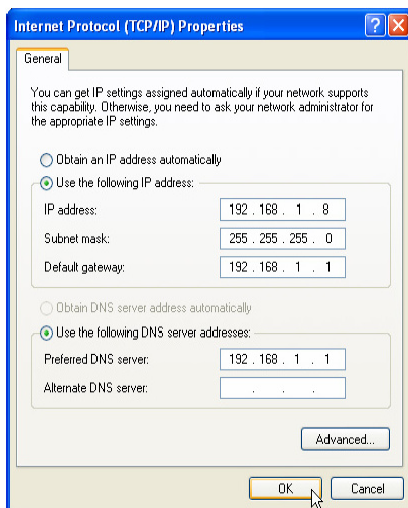 Internet Protocol (TCP/IP) Properties
General
You can get IP settings assigned automatically if your network supports
this capability. Otherwise, you need to ask your network administrator for
the appropriate IP settings.
Obtain an IP address automatically
Use the following IP address:
IP address: 192 . 168 . 1 . 8
Subnet mask: 255 . 255 . 255 . 0
Default gateway: 192 . 168 . 1 . 1
Obtain DNS server address automatically
Use the following DNS server addresses:
Preferred DNS server: 192 . 168 . 1 . 1
Alternate DNS server: . . .
Advanced...
OK Cancel